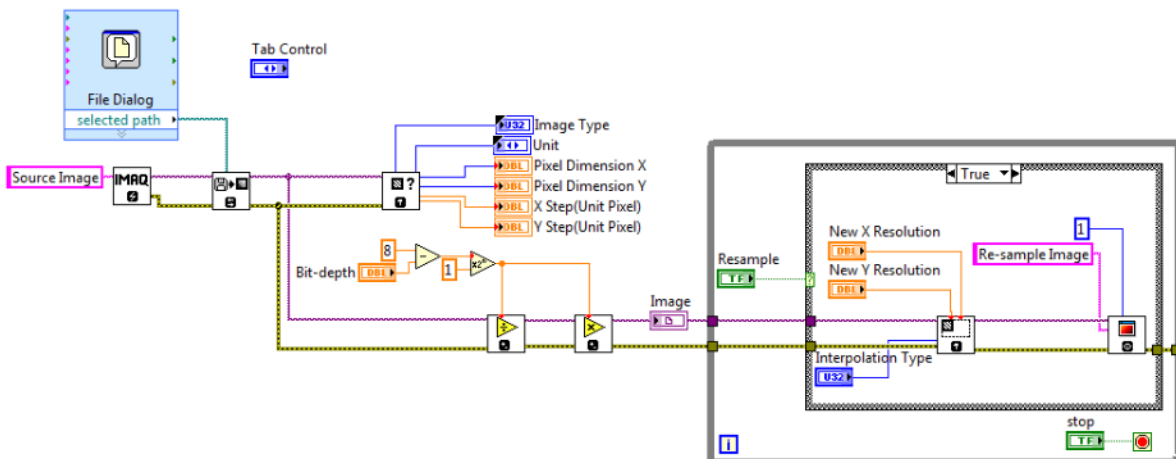 File Dialog
selected path
Tab Control
Source Image
IMAQ
?
U32
Image Type
Unit
DBL
Pixel Dimension X
DBL
Pixel Dimension Y
DBL
X Step(Unit Pixel)
DBL
Y Step(Unit Pixel)
8
Bit-depth
DBL
1
Image
Resample
TF
?
True
New X Resolution
DBL
New Y Resolution
DBL
Interpolation Type
U32
1
Re-sample Image
stop
TF
i